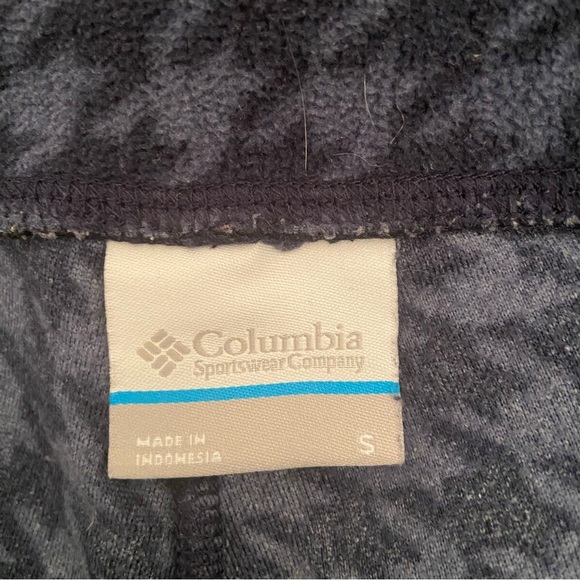 Columbia
Sportswear Company
MADE IN
INDONESIA
S